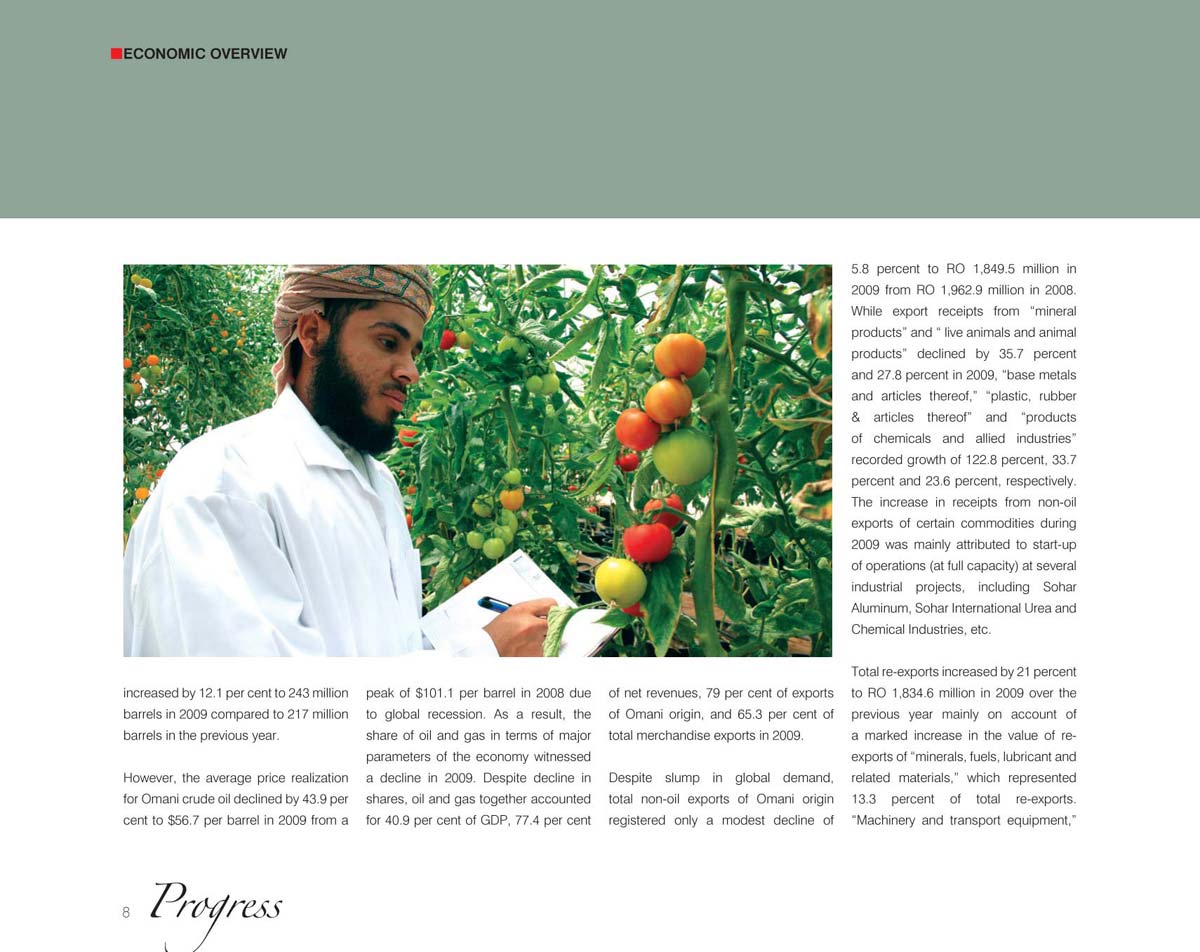 ECONOMIC OVERVIEW
increased by 12.1 per cent to 243 million
barrels in 2009 compared to 217 million
barrels in the previous year.
However, the average price realization
for Omani crude oil declined by 43.9 per
cent to $56.7 per barrel in 2009 from a
peak of $101.1 per barrel in 2008 due
to global recession. As a result, the
share of oil and gas in terms of major
parameters of the economy witnessed
a decline in 2009. Despite decline in
shares, oil and gas together accounted
for 40.9 per cent of GDP, 77.4 per cent
of net revenues, 79 per cent of exports
of Omani origin, and 65.3 per cent of
total merchandise exports in 2009.
Despite slump in global demand,
total non-oil exports of Omani origin
registered only a modest decline of
5.8 percent to RO 1,849.5 million in
2009 from RO 1,962.9 million in 2008.
While export receipts from “mineral
products” and “ live animals and animal
products” declined by 35.7 percent
and 27.8 percent in 2009, “base metals
and articles thereof,” “plastic, rubber
& articles thereof” and “products
of chemicals and allied industries”
recorded growth of 122.8 percent, 33.7
percent and 23.6 percent, respectively.
The increase in receipts from non-oil
exports of certain commodities during
2009 was mainly attributed to start-up
of operations (at full capacity) at several
industrial projects, including Sohar
Aluminum, Sohar International Urea and
Chemical Industries, etc.
Total re-exports increased by 21 percent
to RO 1,834.6 million in 2009 over the
previous year mainly on account of
a marked increase in the value of re-
exports of “minerals, fuels, lubricant and
related materials,” which represented
13.3 percent of total re-exports.
“Machinery and transport equipment,”
8 Progress